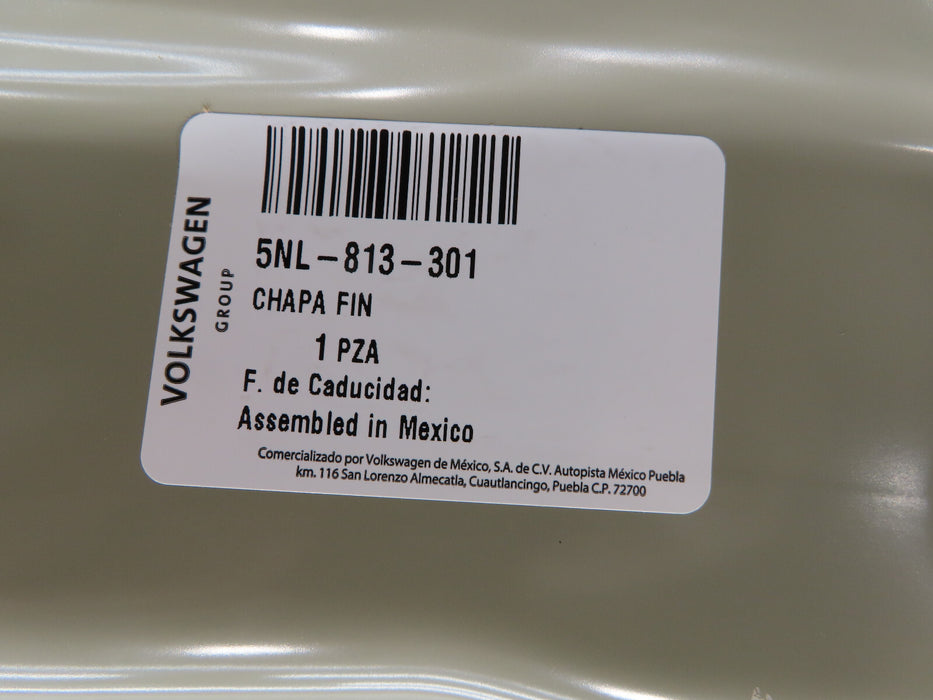 VOLKSWAGEN
GROUP
5NL-813-301
CHAPA FIN
1 PZA
F. de Caducidad:
Assembled in Mexico
Comercializado por Volkswagen de México, S.A. de C.V. Autopista México Puebla
km. 116 San Lorenzo Almecatla, Cuautlancingo, Puebla C.P. 72700